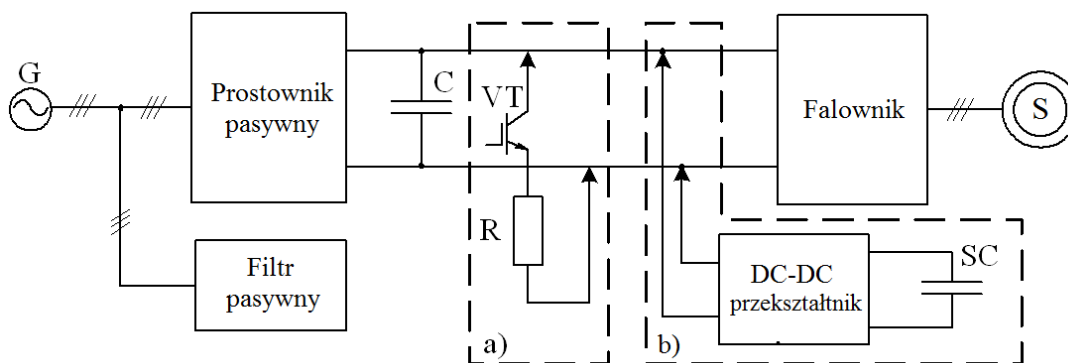 G
Prostownik
pasywny
C
VT
R
a)
Filtr
pasywny
b)
Falownik
S
DC-DC
przekształtnik
SC